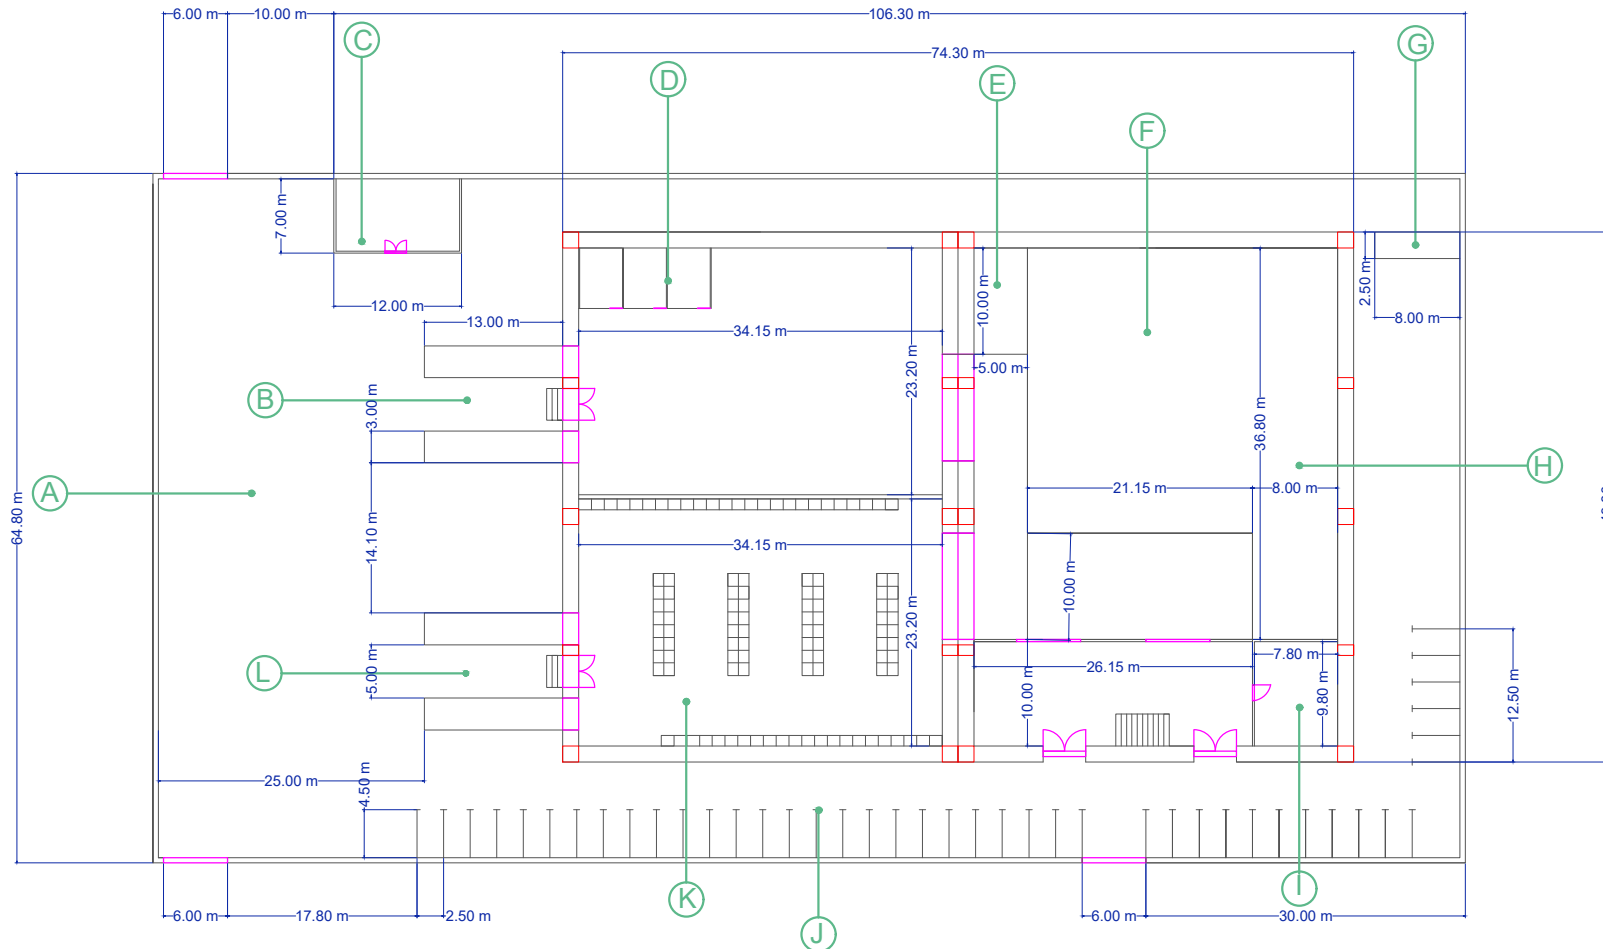 6.00 m
10.00 m
106.30 m
C
G
74.30 m
D
E
F
7.00 m
2.50 m
10.00 m
12.00 m
8.00 m
13.00 m
34.15 m
5.00 m
B
3.00 m
23.20 m
36.80 m
H
A
64.80 m
21.15 m
8.00 m
14.10 m
34.15 m
10.00 m
23.20 m
L
5.00 m
26.15 m
7.80 m
10.00 m
9.80 m
12.50 m
25.00 m
4.50 m
K
I
6.00 m
17.80 m
2.50 m
6.00 m
30.00 m
J